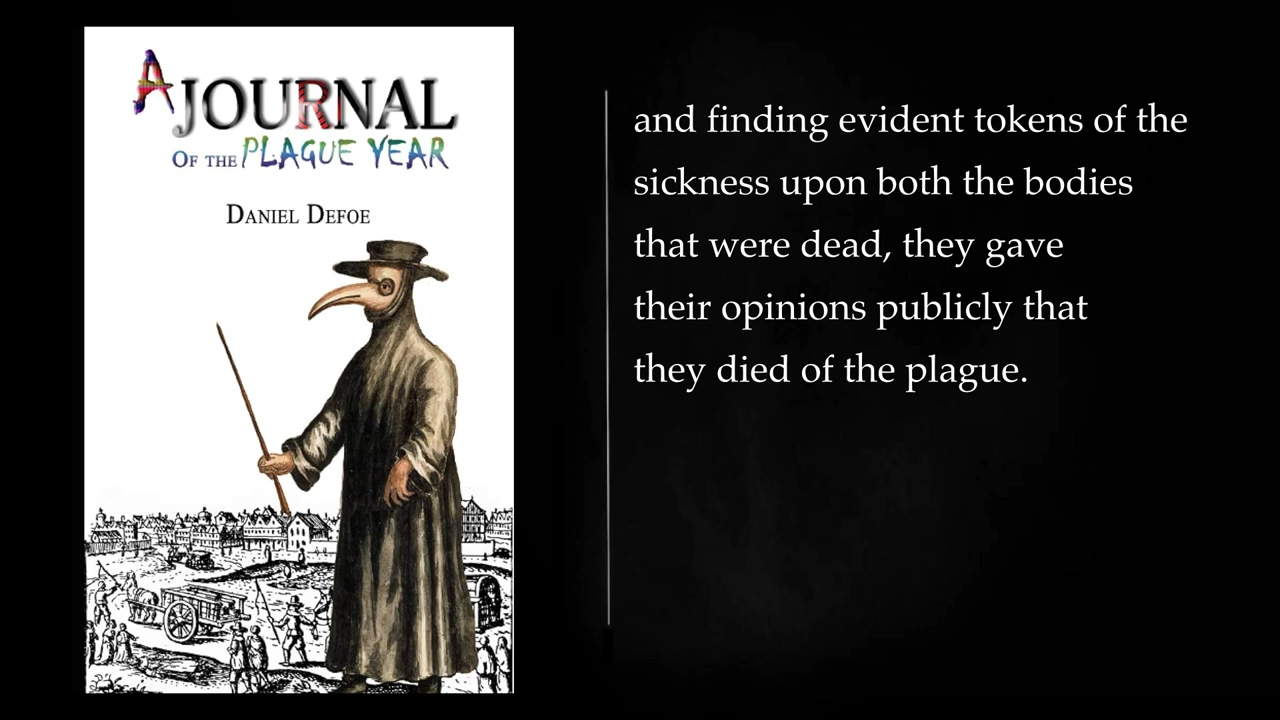 A JOURNAL
OF THE PLAGUE YEAR
DANIEL DEFOE
and finding evident tokens of the
sickness upon both the bodies
that were dead, they gave
their opinions publicly that
they died of the plague.